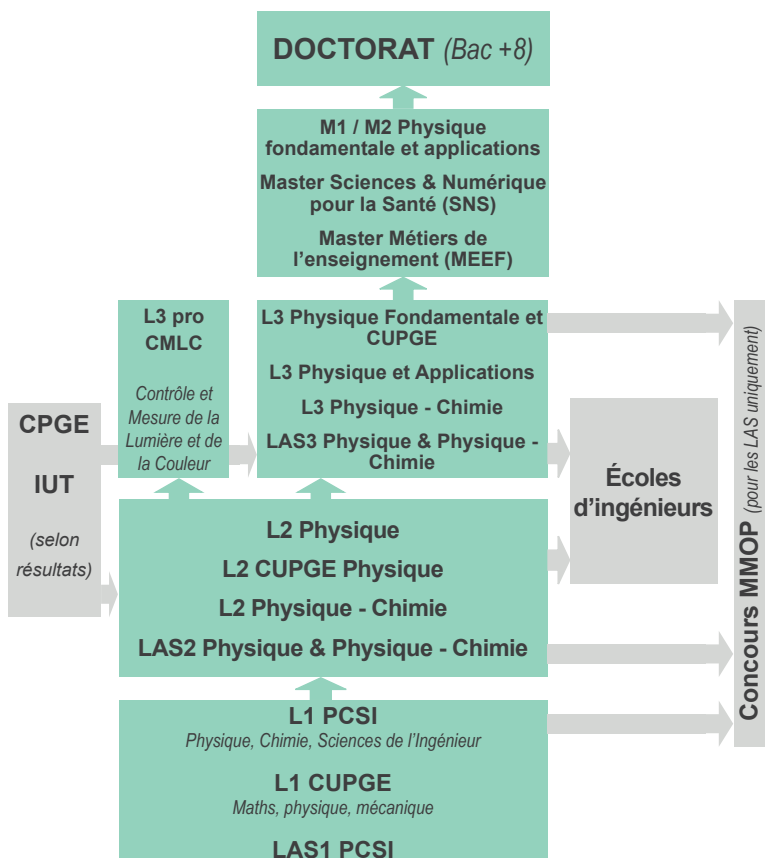 DOCTORAT (Bac +8)
M1 / M2 Physique
fondamentale et applications
Master Sciences & Numérique
pour la Santé (SNS)
Master Métiers de
l'enseignement (MEEF)
L3 pro
CMLC
Contrôle et
Mesure de la
Lumière et de
la Couleur
L3 Physique Fondamentale et
CUPGE
L3 Physique et Applications
L3 Physique - Chimie
LAS3 Physique & Physique -
Chimie
CPGE
IUT
(selon
résultats)
Écoles
d'ingénieurs
Concours MMOP (pour les LAS uniquement)
L2 Physique
L2 CUPGE Physique
L2 Physique - Chimie
LAS2 Physique & Physique - Chimie
L1 PCSI
Physique, Chimie, Sciences de l'Ingénieur
L1 CUPGE
Maths, physique, mécanique
LAS1 PCSI